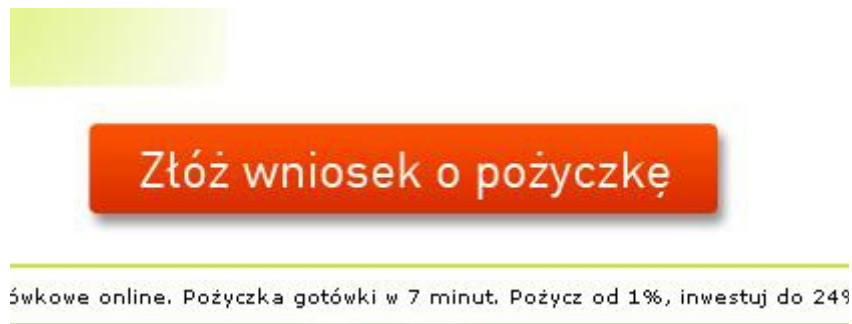 Złóż wniosek o pożyczkę
ówkowe online. Pożyczka gotówki w 7 minut. Pożycz od 1%, inwestuj do 24%